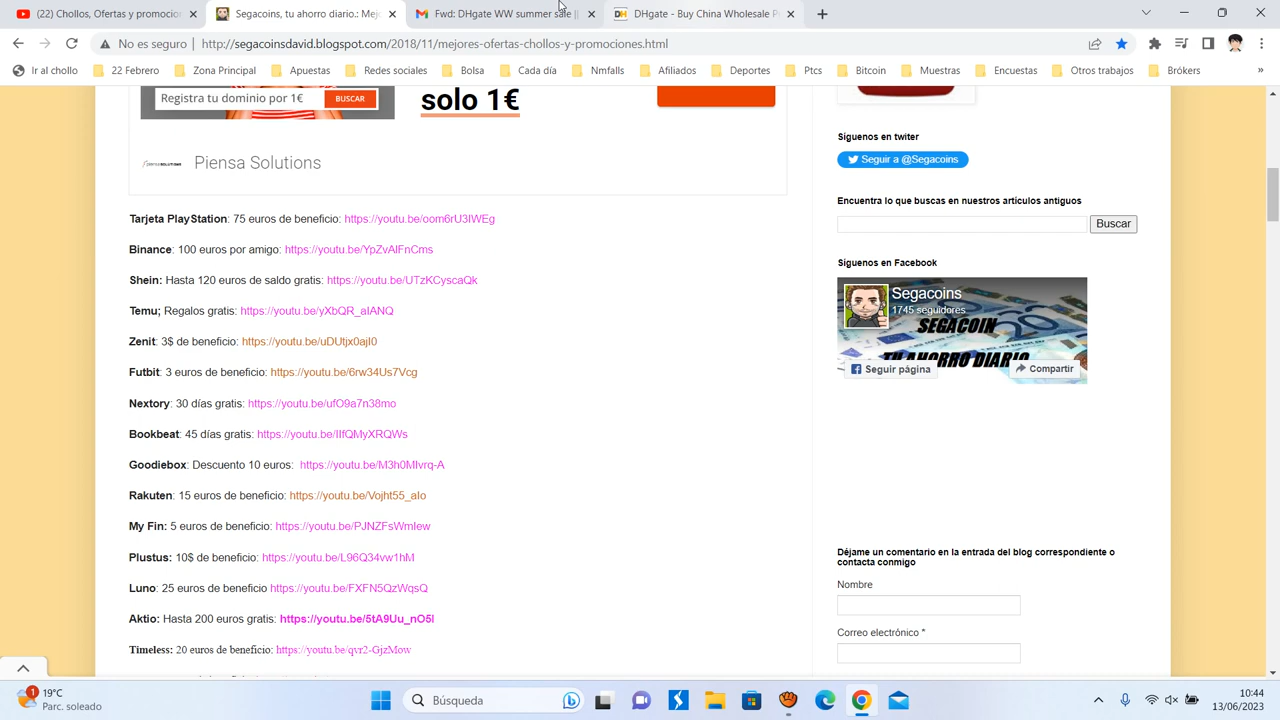 (22) Chollos, Ofertas y promocione
Segacoins, tu ahorro diario.: Mejo
Fwd: DHgate WW summer sale ||
DHgate - Buy China Wholesale P
No es seguro | http://segacoinsdavid.blogspot.com/2018/11/mejores-ofertas-chollos-y-promociones.html
Ir al chollo 22 Febrero Zona Principal Apuestas Redes sociales Bolsa Cada día Nmfalls Afiliados Deportes Ptcs Bitcoin Muestras Encuestas Otros trabajos Brókers »
Registra tu dominio por 1€ BUSCAR
solo 1€
Piensa Solutions
Tarjeta PlayStation: 75 euros de beneficio: https://youtu.be/oom6rU3IWEg
Binance: 100 euros por amigo: https://youtu.be/YpZvAlFnCms
Shein: Hasta 120 euros de saldo gratis: https://youtu.be/UTzKCyscaQk
Temu; Regalos gratis: https://youtu.be/yXbQR_aIANQ
Zenit: 3$ de beneficio: https://youtu.be/uDUtjx0ajI0
Futbit: 3 euros de beneficio: https://youtu.be/6rw34Us7Vcg
Nextory: 30 días gratis: https://youtu.be/ufO9a7n38mo
Bookbeat: 45 días gratis: https://youtu.be/IIfQMyXRQWs
Goodiebox: Descuento 10 euros: https://youtu.be/M3h0MIvrq-A
Rakuten: 15 euros de beneficio: https://youtu.be/Vojht55_aIo
My Fin: 5 euros de beneficio: https://youtu.be/PJNZFsWmIew
Plustus: 10$ de beneficio: https://youtu.be/L96Q34vw1hM
Luno: 25 euros de beneficio https://youtu.be/FXFN5QzWqsQ
Aktio: Hasta 200 euros gratis: https://youtu.be/5tA9Uu_nO5I
Timeless: 20 euros de beneficio: https://youtu.be/qvr2-GjzMow
Síguenos en twiter
Seguir a @Segacoins
Encuentra lo que buscas en nuestros artículos antiguos
Buscar
Síguenos en Facebook
Segacoins
1745 seguidores
SEGACOIN
TU AHORRO DIARIO
Seguir página
Compartir
Déjame un comentario en la entrada del blog correspondiente o
contacta conmigo
Nombre
Correo electrónico *
1
19°C
Parc. soleado
Búsqueda
10:44
13/06/2023